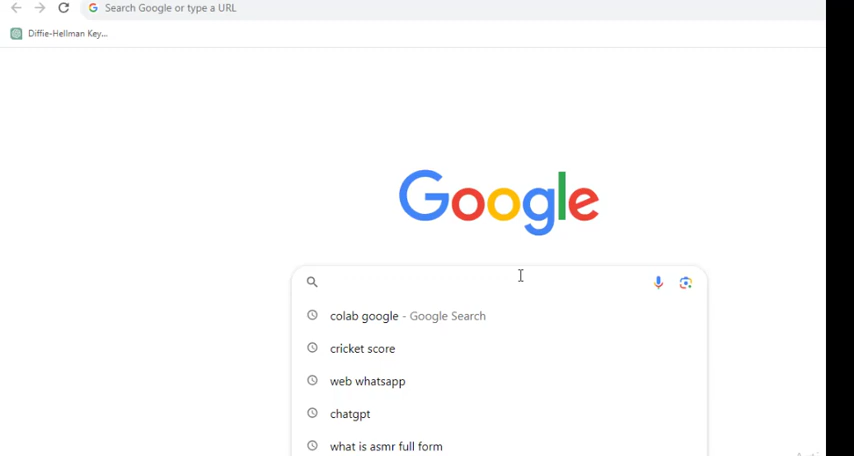 Search Google or type a URL
Diffie-Hellman Key...
Google
colab google - Google Search
cricket score
web whatsapp
chatgpt
what is asmr full form